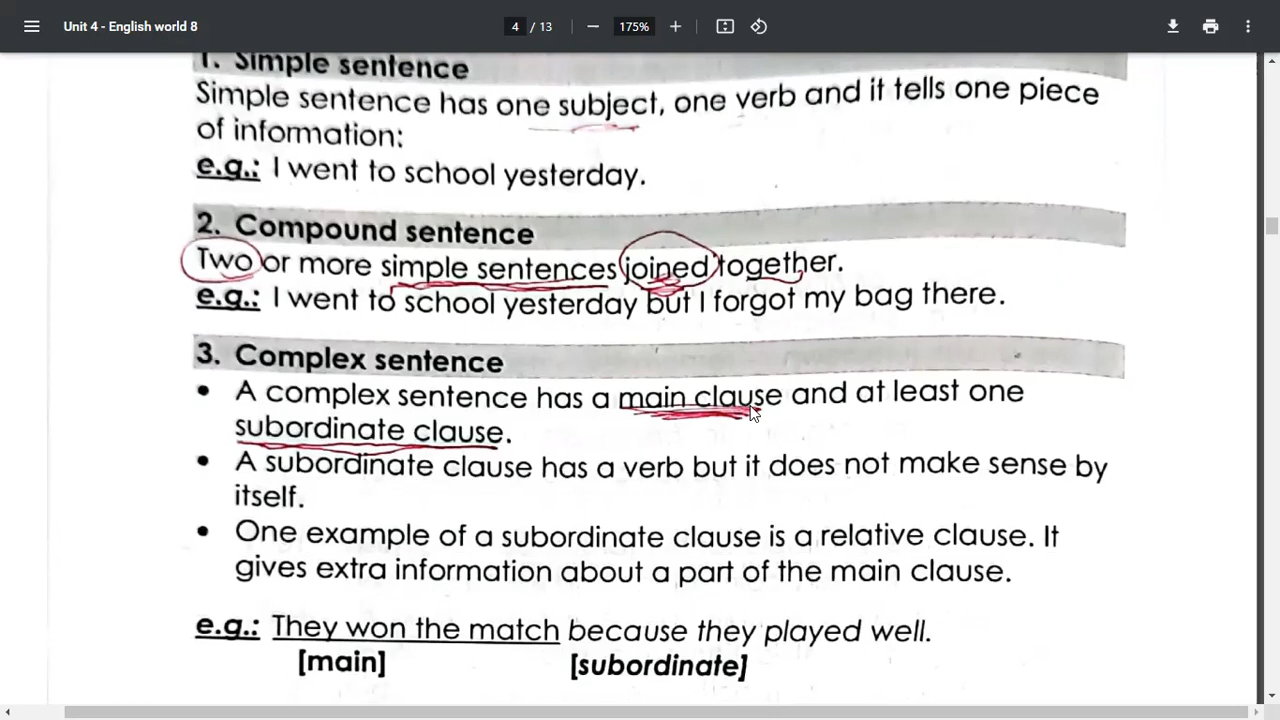 Unit 4 - English world 8
4 / 13
175%
1. Simple sentence
Simple sentence has one subject, one verb and it tells one piece
of information:
e.g.: I went to school yesterday.
2. Compound sentence
Two or more simple sentences joined together.
e.g.: I went to school yesterday but I forgot my bag there.
3. Complex sentence
• A complex sentence has a main clause and at least one
subordinate clause.
• A subordinate clause has a verb but it does not make sense by
itself.
• One example of a subordinate clause is a relative clause. It
gives extra information about a part of the main clause.
e.g.: They won the match because they played well.
[main] [subordinate]